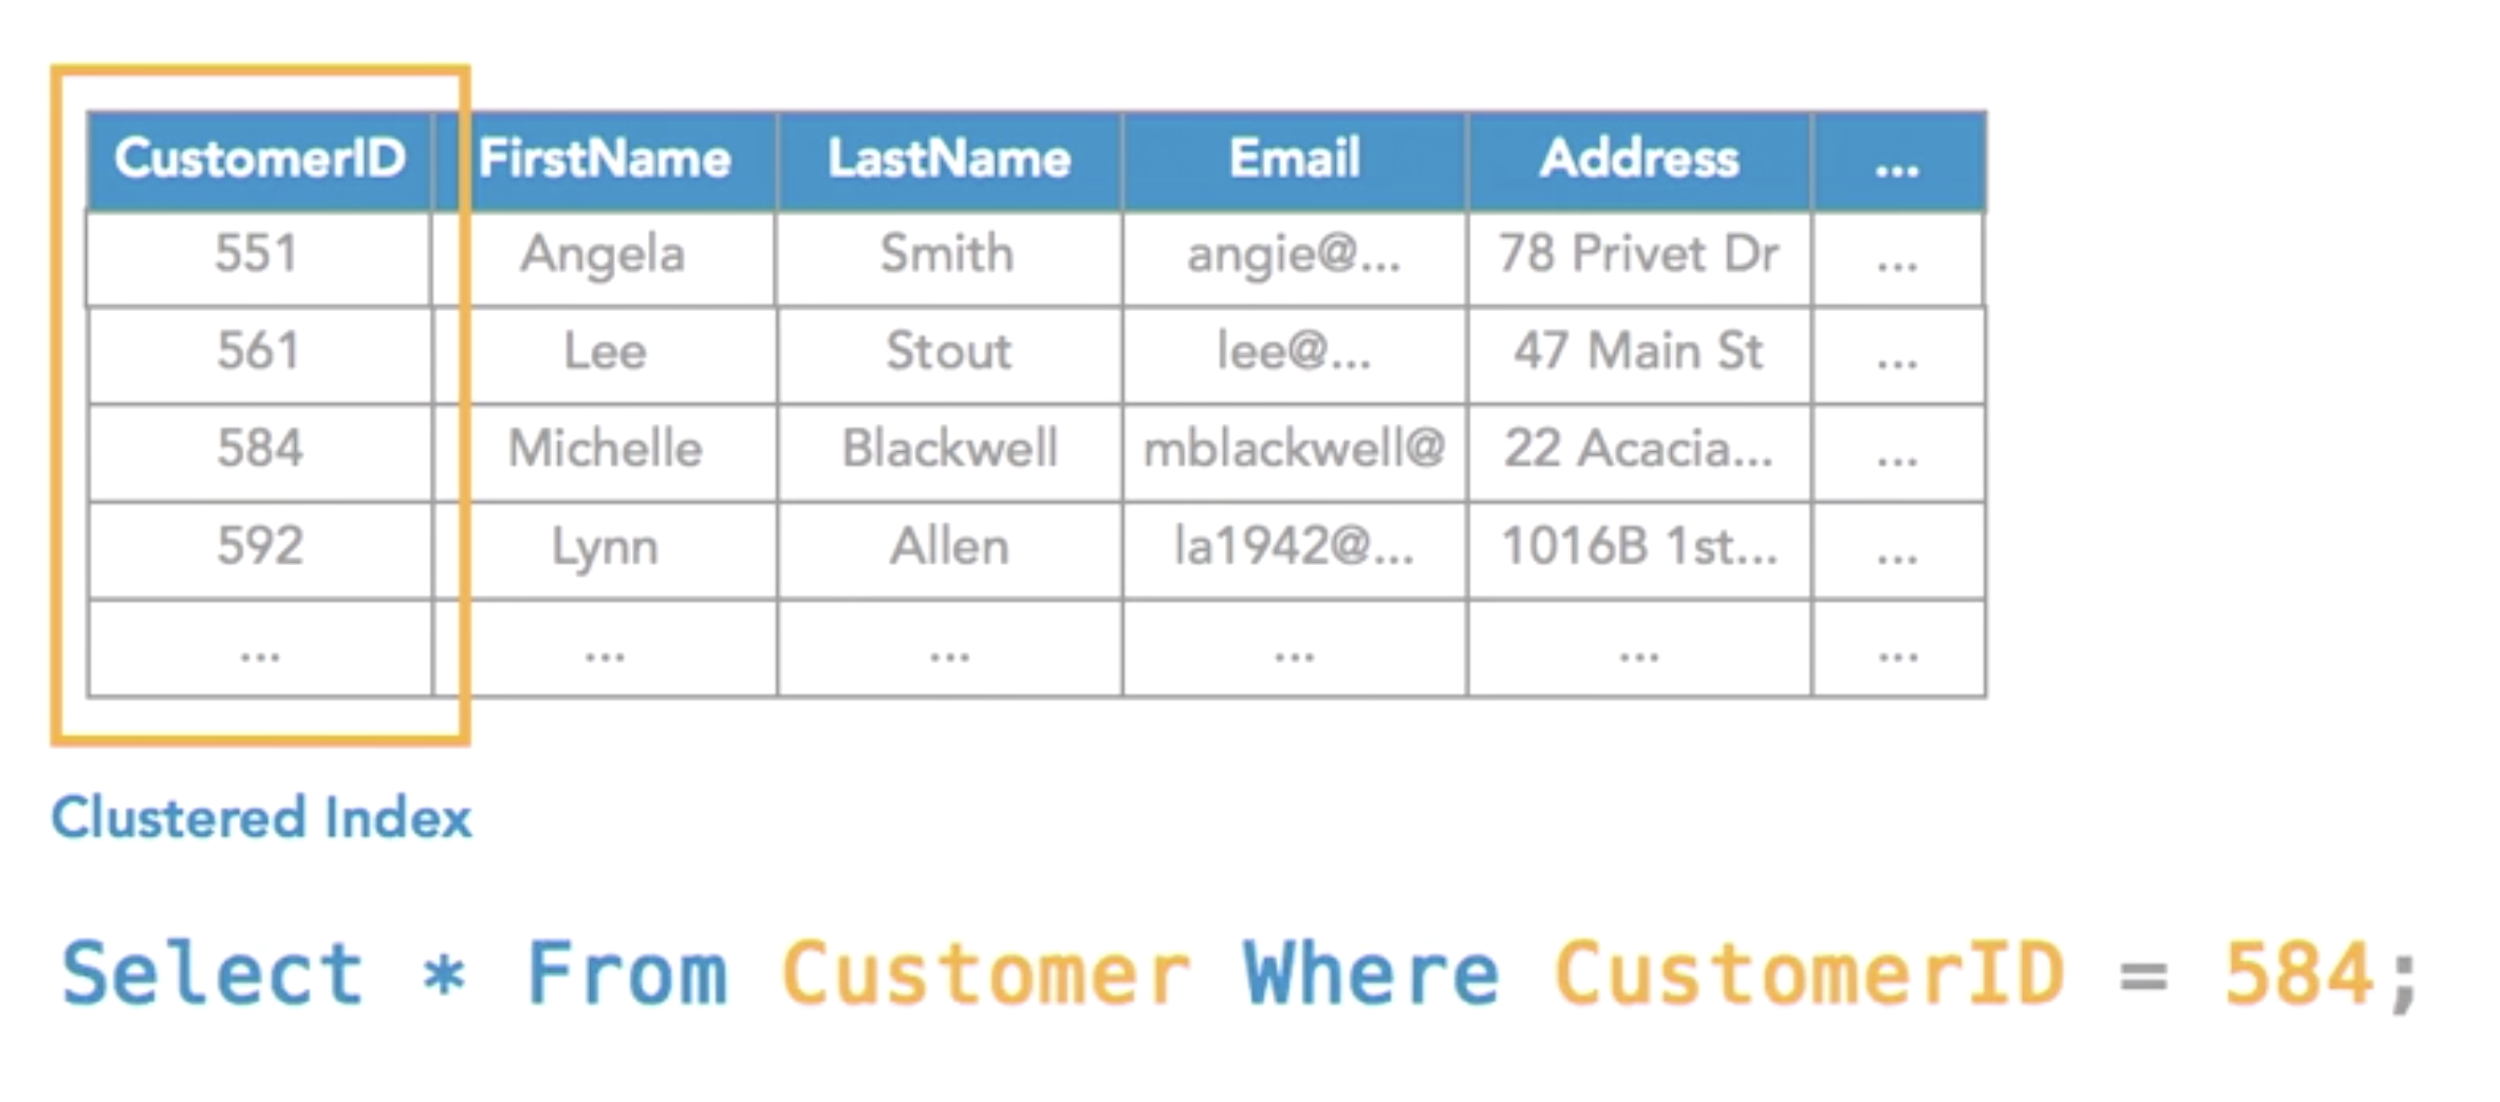 CustomerID FirstName LastName Email Address ...
551 Angela Smith angie@... 78 Privet Dr ...
561 Lee Stout lee@... 47 Main St ...
584 Michelle Blackwell mblackwell@ 22 Acacia... ...
592 Lynn Allen la1942@... 1016B 1st... ...
... ... ... ... ... ...
Clustered Index
Select * From Customer Where CustomerID = 584;